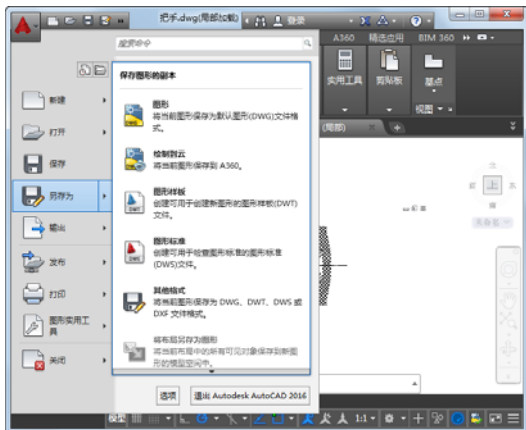 把手.dwg(局部加载)
登录
A360
精选应用
BIM 360
搜索命令
保存图形的副本
新建
打开
保存
另存为
输出
发布
打印
图形实用工
具
关闭
图形
将当前图形保存为默认图形(DWG)文件格
式。
绘制到云
将当前图形保存到 A360。
图形样板
创建可用于创建新图形的图形样板(DWT)
文件。
图形标准
创建可用于检查图形标准的图形标准
(DWS)文件。
其他格式
将当前图形保存为 DWG、DWT、DWS 或
DXF 文件格式。
将布局另存为图形
将当前布局中的所有可见对象保存到新图
形的模型空间中。
选项
退出 Autodesk AutoCAD 2016
实用工具
剪贴板
基点
视图
(局部)
北
上
东
模型
1:1